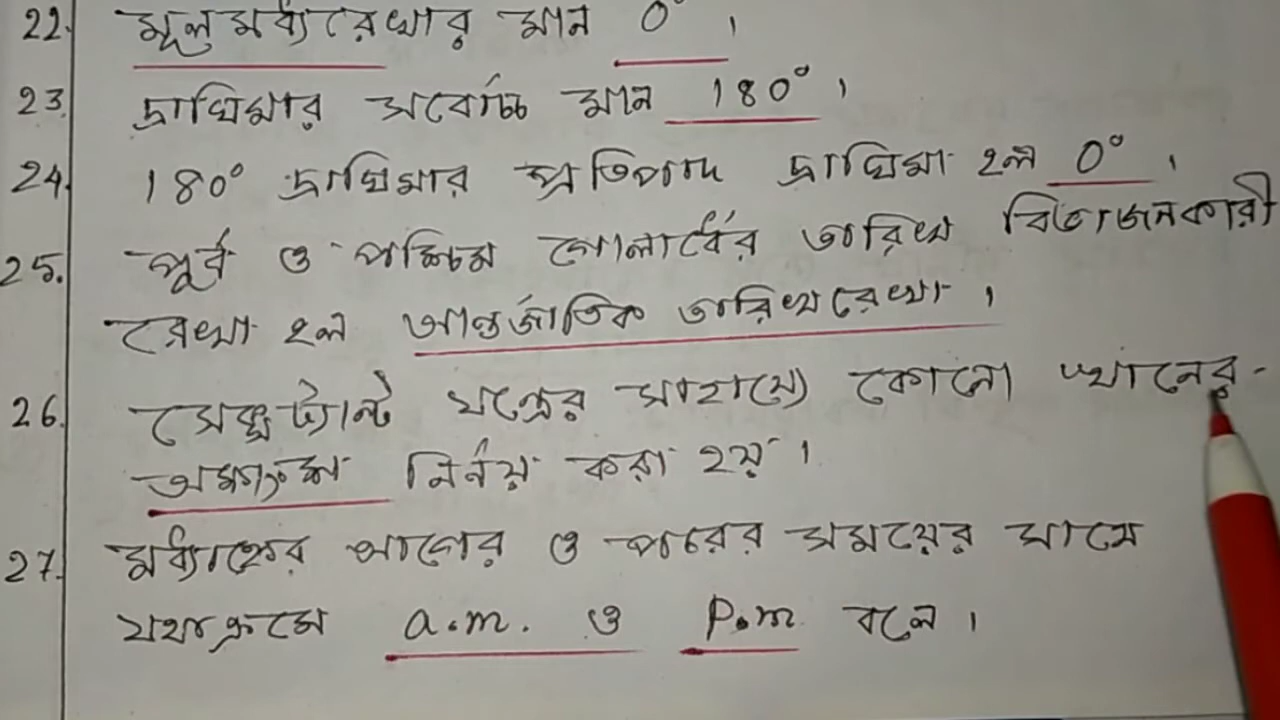 22. মূলমধ্যরেখার মান 0° ।
23. দ্রাঘিমার সর্বোচ্চ মান 180° ।
24. 180° দ্রাঘিমার প্রতিপাদ দ্রাঘিমা হল 0° ।
25. পূর্ব ও পশ্চিম গোলার্ধের তারিখ বিভাজনকারী
রেখা হল আন্তর্জাতিক তারিখরেখা ।
26. সেক্সট্যান্ট যন্ত্রের সাহায্যে কোনো স্থানের
অক্ষাংশ নির্ণয় করা হয় ।
27. মধ্যাহ্নের আগের ও পরের সময়ের সাথে
যথাক্রমে a.m. ও P.m বলে ।